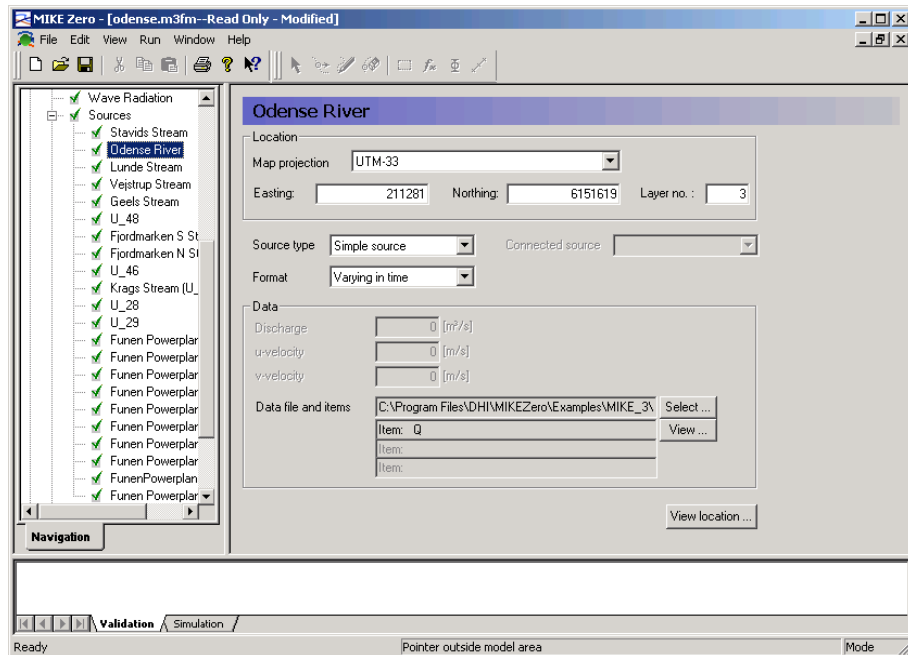 MIKE Zero - [odense.m3fm--Read Only - Modified]
File Edit View Run Window Help
Wave Radiation
Sources
Stavids Stream
Odense River
Lunde Stream
Vejstrup Stream
Geels Stream
U_48
Fjordmarken S St
Fjordmarken N St
U_46
Krags Stream (U_
U_28
U_29
Funen Powerplan
Funen Powerplan
Funen Powerplan
Funen Powerplan
Funen Powerplan
Funen Powerplan
Funen Powerplan
Funen Powerplan
FunenPowerplan
Funen Powerplan
Navigation
Odense River
Location
Map projection UTM-33
Easting: 211281 Northing: 6151619 Layer no. : 3
Source type Simple source Connected source
Format Varying in time
Data
Discharge 0 [m³/s]
u-velocity 0 [m/s]
v-velocity 0 [m/s]
Data file and items C:\Program Files\DHI\MIKEZero\Examples\MIKE_3\ Select ...
Item: Q View ...
Item:
Item:
View location ...
Validation Simulation
Ready Pointer outside model area Mode